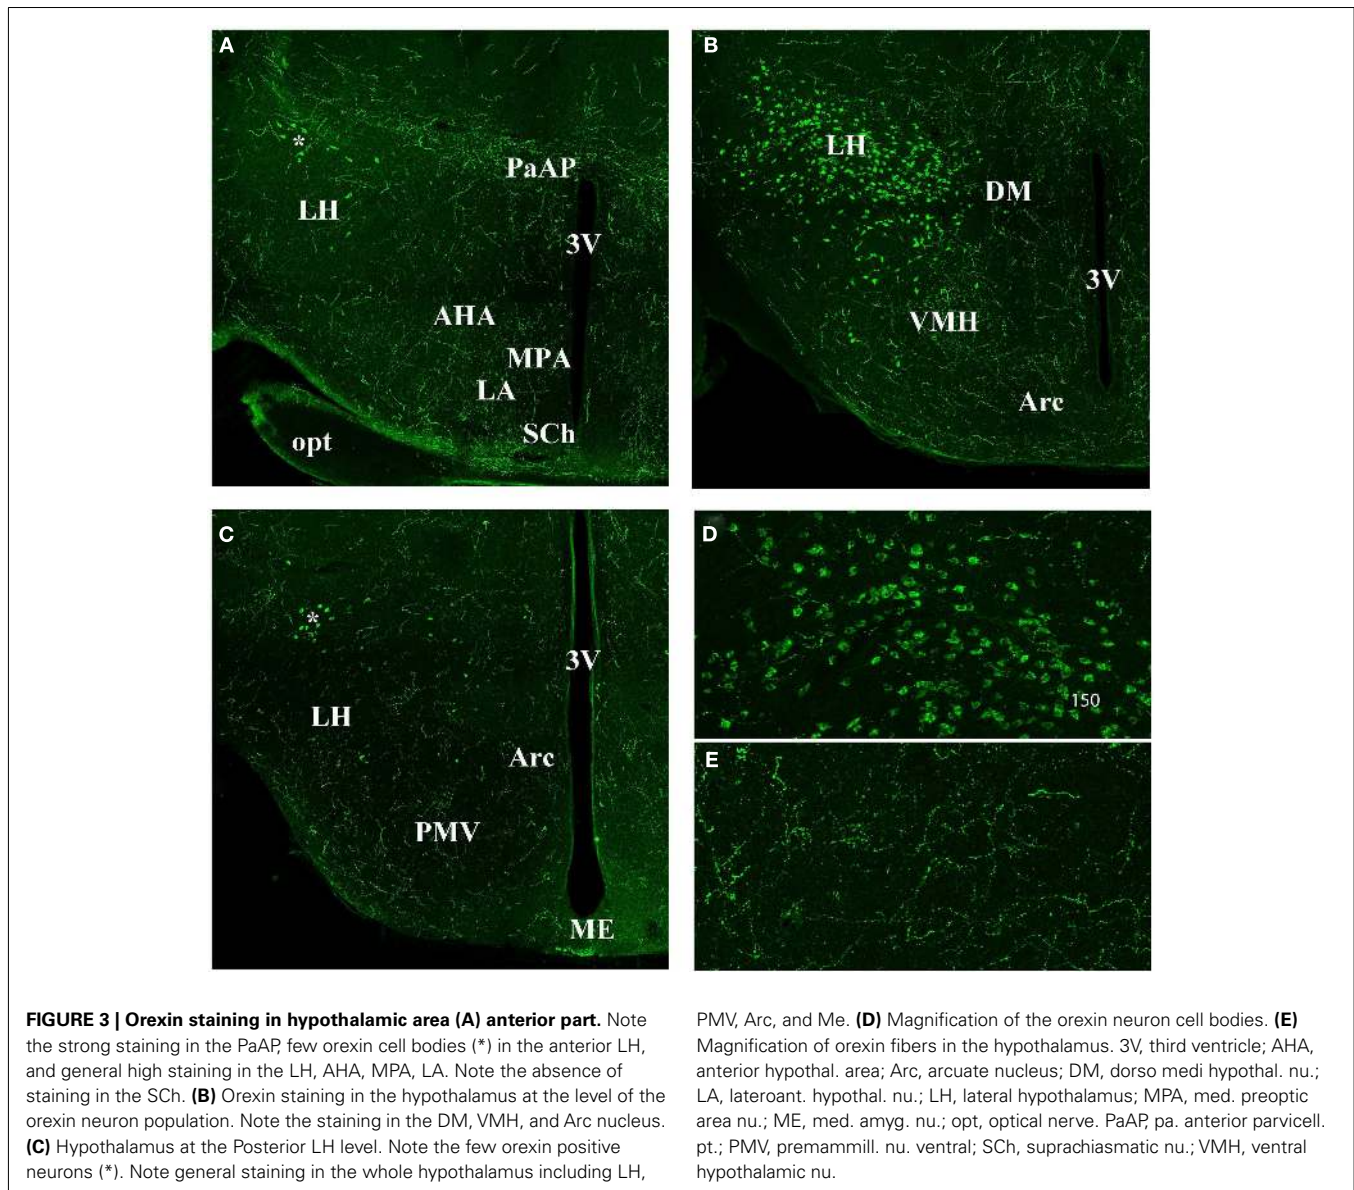 A
*
PaAP
LH
3V
AHA
MPA
LA
SCh
opt
B
LH
DM
3V
VMH
Arc
C
*
3V
LH
Arc
PMV
ME
D
150
E
FIGURE 3 | Orexin staining in hypothalamic area (A) anterior part. Note
the strong staining in the PaAP, few orexin cell bodies (*) in the anterior LH,
and general high staining in the LH, AHA, MPA, LA. Note the absence of
staining in the SCh. (B) Orexin staining in the hypothalamus at the level of the
orexin neuron population. Note the staining in the DM, VMH, and Arc nucleus.
(C) Hypothalamus at the Posterior LH level. Note the few orexin positive
neurons (*). Note general staining in the whole hypothalamus including LH,
PMV, Arc, and Me. (D) Magnification of the orexin neuron cell bodies. (E)
Magnification of orexin fibers in the hypothalamus. 3V, third ventricle; AHA,
anterior hypothal. area; Arc, arcuate nucleus; DM, dorso medi hypothal. nu.;
LA, lateroant. hypothal. nu.; LH, lateral hypothalamus; MPA, med. preoptic
area nu.; ME, med. amyg. nu.; opt, optical nerve. PaAP, pa. anterior parvicell.
pt.; PMV, premammill. nu. ventral; SCh, suprachiasmatic nu.; VMH, ventral
hypothalamic nu.